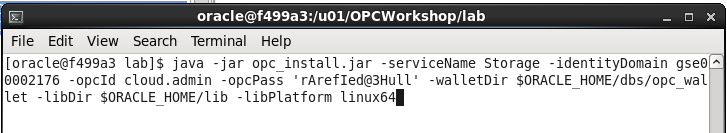 oracle@f499a3:/u01/OPCWorkshop/lab
File Edit View Search Terminal Help
[oracle@f499a3 lab]$ java -jar opc_install.jar -serviceName Storage -identityDomain gse0
0002176 -opcId cloud.admin -opcPass 'rArefIed@3Hull' -walletDir $ORACLE_HOME/dbs/opc_wal
let -libDir $ORACLE_HOME/lib -libPlatform linux64